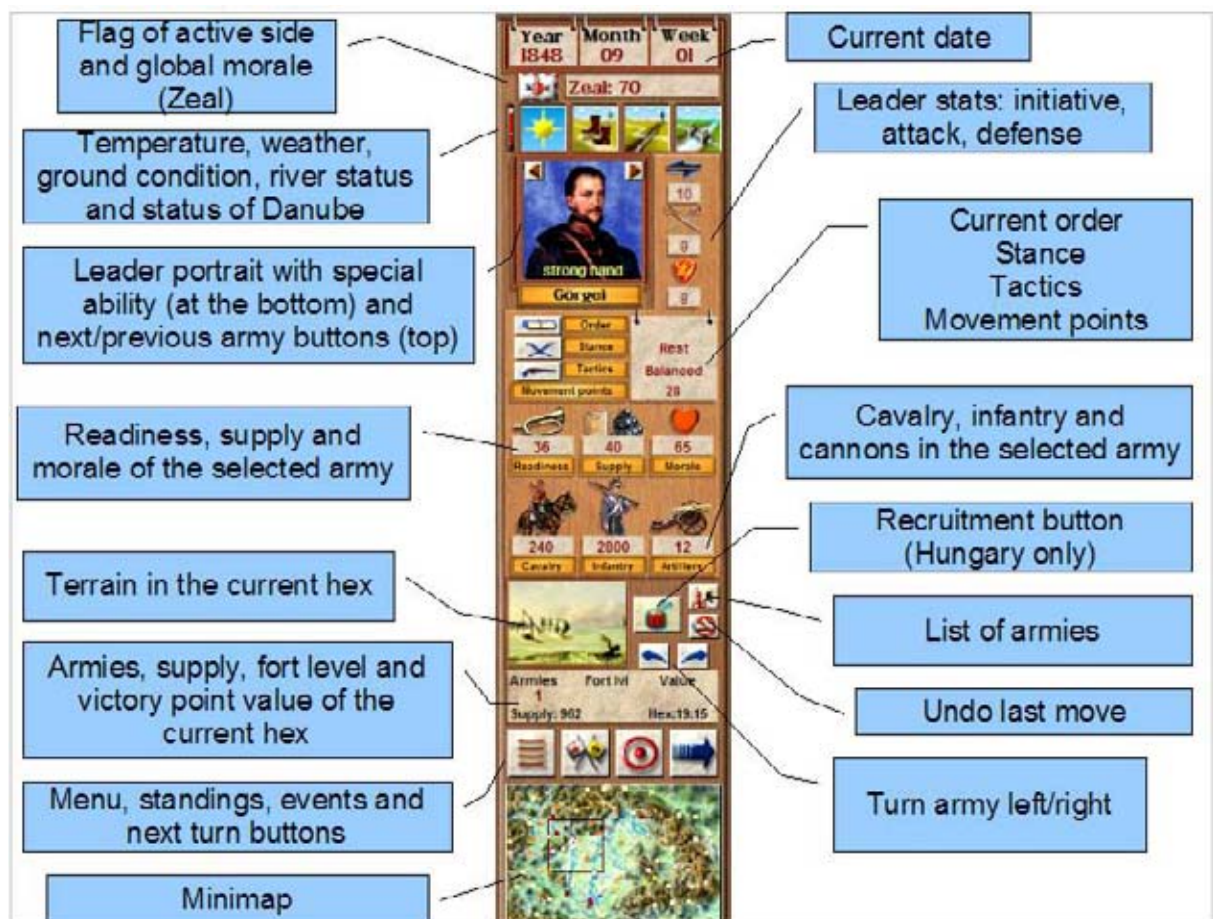 Flag of active side
and global morale
(Zeal)
Temperature, weather,
ground condition, river status
and status of Danube
Leader portrait with special
ability (at the bottom) and
next/previous army buttons (top)
Readiness, supply and
morale of the selected army
Terrain in the current hex
Armies, supply, fort level and
victory point value of the
current hex
Menu, standings, events and
next turn buttons
Minimap
Year Month Week
1848 09 01
Zeal: 70
10
strong hand
9
Görgei
8
Order
Stance
Tactics
Movement points
Rest
Balanced
28
36 40 65
Readiness Supply Morale
240 2000 12
Cavalry Infantry Artillery
Armies Fort lvl Value
1
Supply: 962 Hex:19:15
Current date
Leader stats: initiative,
attack, defense
Current order
Stance
Tactics
Movement points
Cavalry, infantry and
cannons in the selected army
Recruitment button
(Hungary only)
List of armies
Undo last move
Turn army left/right